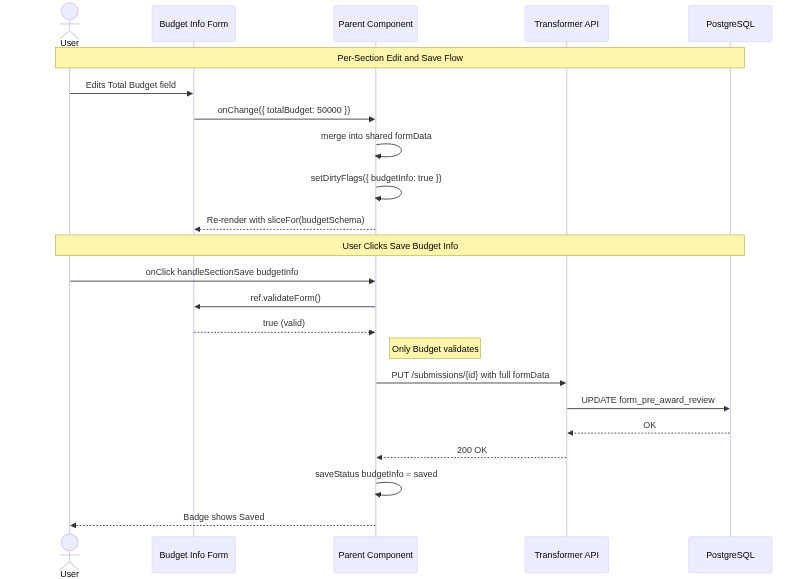 Budget Info Form
Parent Component
Transformer API
PostgreSQL
User
Per-Section Edit and Save Flow
Edits Total Budget field
onChange({ totalBudget: 50000 })
merge into shared formData
setDirtyFlags({ budgetInfo: true })
Re-render with sliceFor(budgetSchema)
User Clicks Save Budget Info
onClick handleSectionSave budgetInfo
ref.validateForm()
true (valid)
Only Budget validates
PUT /submissions/{id} with full formData
UPDATE form_pre_award_review
OK
200 OK
saveStatus budgetInfo = saved
Badge shows Saved
Budget Info Form
Parent Component
Transformer API
PostgreSQL
User